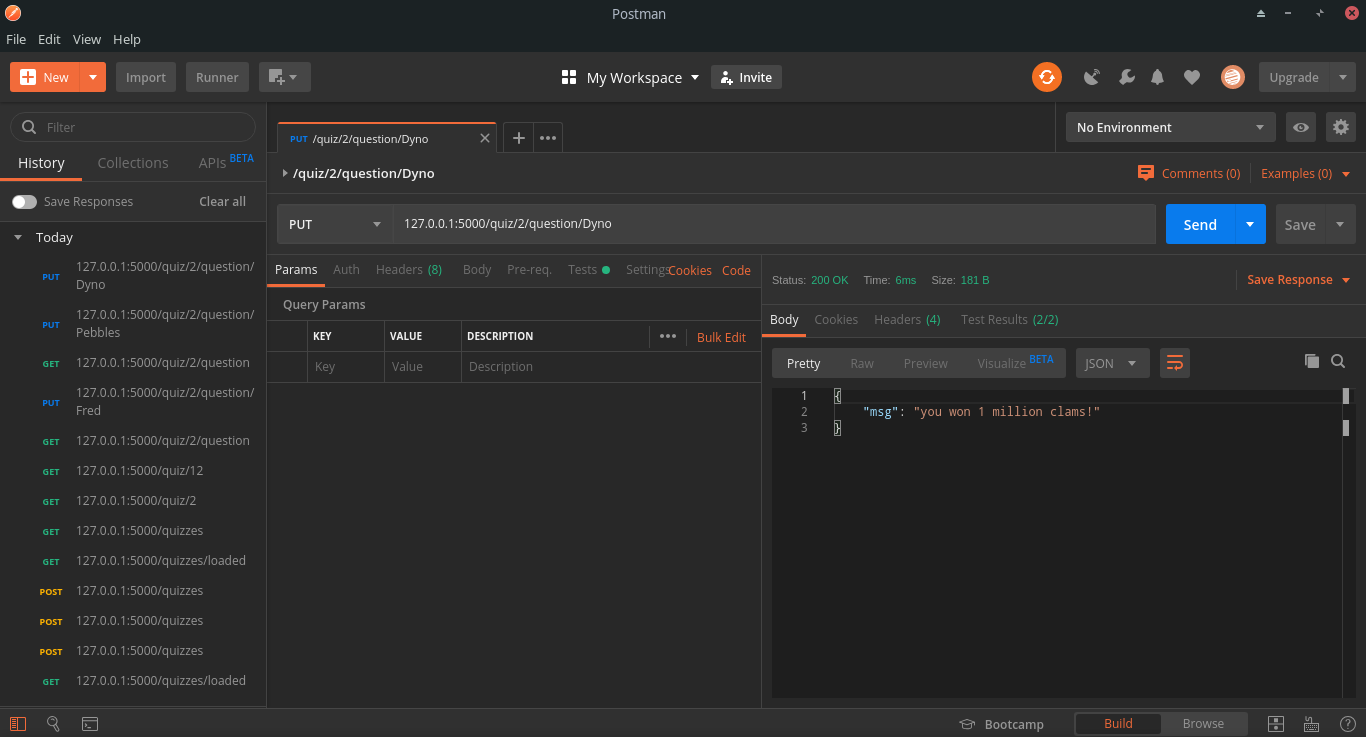 Postman
File Edit View Help
New Import Runner My Workspace Invite Upgrade
Filter
History Collections APIs BETA
Save Responses Clear all
Today
PUT 127.0.0.1:5000/quiz/2/question/
Dyno
PUT 127.0.0.1:5000/quiz/2/question/
Pebbles
GET 127.0.0.1:5000/quiz/2/question
PUT 127.0.0.1:5000/quiz/2/question/
Fred
GET 127.0.0.1:5000/quiz/2/question
GET 127.0.0.1:5000/quiz/12
GET 127.0.0.1:5000/quiz/2
GET 127.0.0.1:5000/quizzes
GET 127.0.0.1:5000/quizzes/loaded
POST 127.0.0.1:5000/quizzes
POST 127.0.0.1:5000/quizzes
POST 127.0.0.1:5000/quizzes
GET 127.0.0.1:5000/quizzes/loaded
PUT /quiz/2/question/Dyno
No Environment
/quiz/2/question/Dyno
Comments (0) Examples (0)
PUT 127.0.0.1:5000/quiz/2/question/Dyno Send Save
Params Auth Headers (8) Body Pre-req. Tests Settings Cookies Code
Query Params
KEY VALUE DESCRIPTION Bulk Edit
Key Value Description
Status: 200 OK Time: 6ms Size: 181 B Save Response
Body Cookies Headers (4) Test Results (2/2)
Pretty Raw Preview Visualize BETA JSON
1 {
2 "msg": "you won 1 million clams!"
3 }
Bootcamp Build Browse